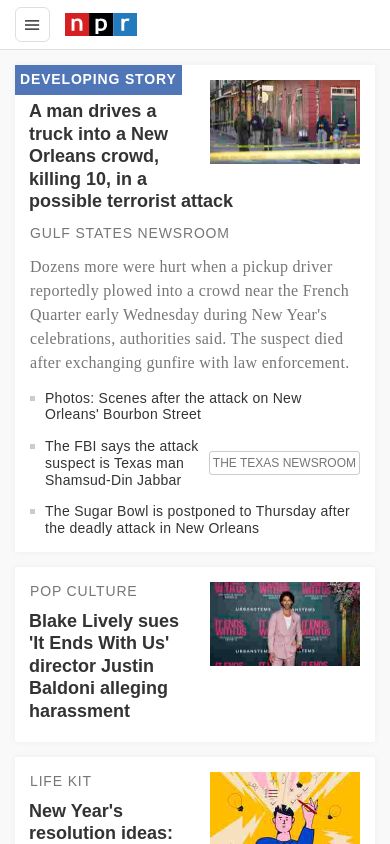 npr
DEVELOPING STORY
A man drives a
truck into a New
Orleans crowd,
killing 10, in a
possible terrorist attack
GULF STATES NEWSROOM
Dozens more were hurt when a pickup driver
reportedly plowed into a crowd near the French
Quarter early Wednesday during New Year's
celebrations, authorities said. The suspect died
after exchanging gunfire with law enforcement.
Photos: Scenes after the attack on New
Orleans' Bourbon Street
The FBI says the attack
suspect is Texas man
Shamsud-Din Jabbar
THE TEXAS NEWSROOM
The Sugar Bowl is postponed to Thursday after
the deadly attack in New Orleans
POP CULTURE
Blake Lively sues
'It Ends With Us'
director Justin
Baldoni alleging
harassment
URBANSTEMS
IT ENDS
WITH US
LIFE KIT
New Year's
resolution ideas: